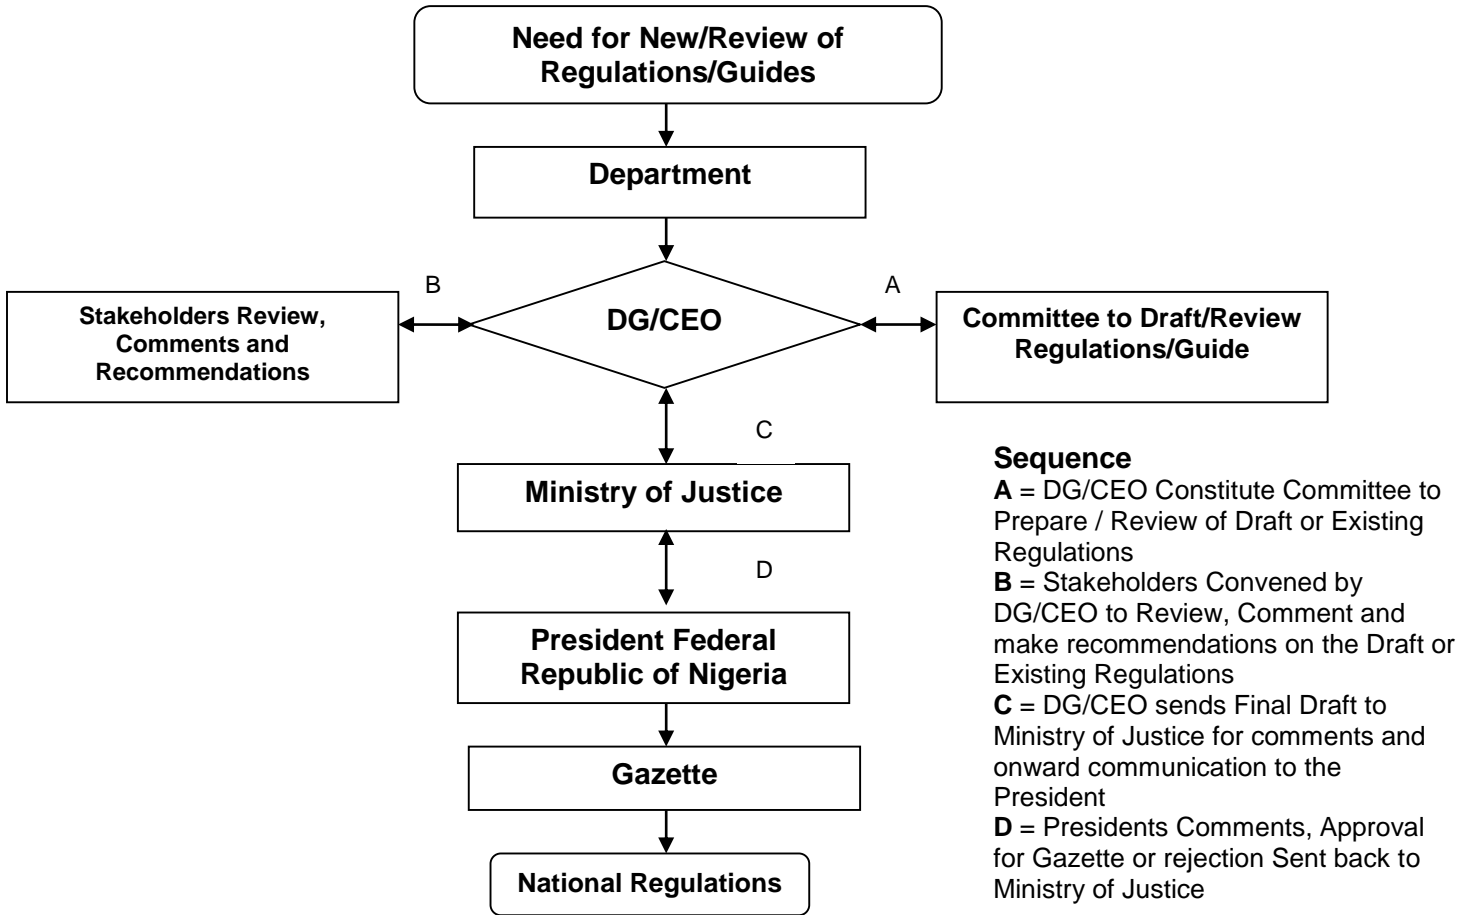 Need for New/Review of
Regulations/Guides
Department
B
A
Stakeholders Review,
Comments and
Recommendations
DG/CEO
Committee to Draft/Review
Regulations/Guide
C
Ministry of Justice
D
President Federal
Republic of Nigeria
Gazette
National Regulations
Sequence
A = DG/CEO Constitute Committee to
Prepare / Review of Draft or Existing
Regulations
B = Stakeholders Convened by
DG/CEO to Review, Comment and
make recommendations on the Draft or
Existing Regulations
C = DG/CEO sends Final Draft to
Ministry of Justice for comments and
onward communication to the
President
D = Presidents Comments, Approval
for Gazette or rejection Sent back to
Ministry of Justice